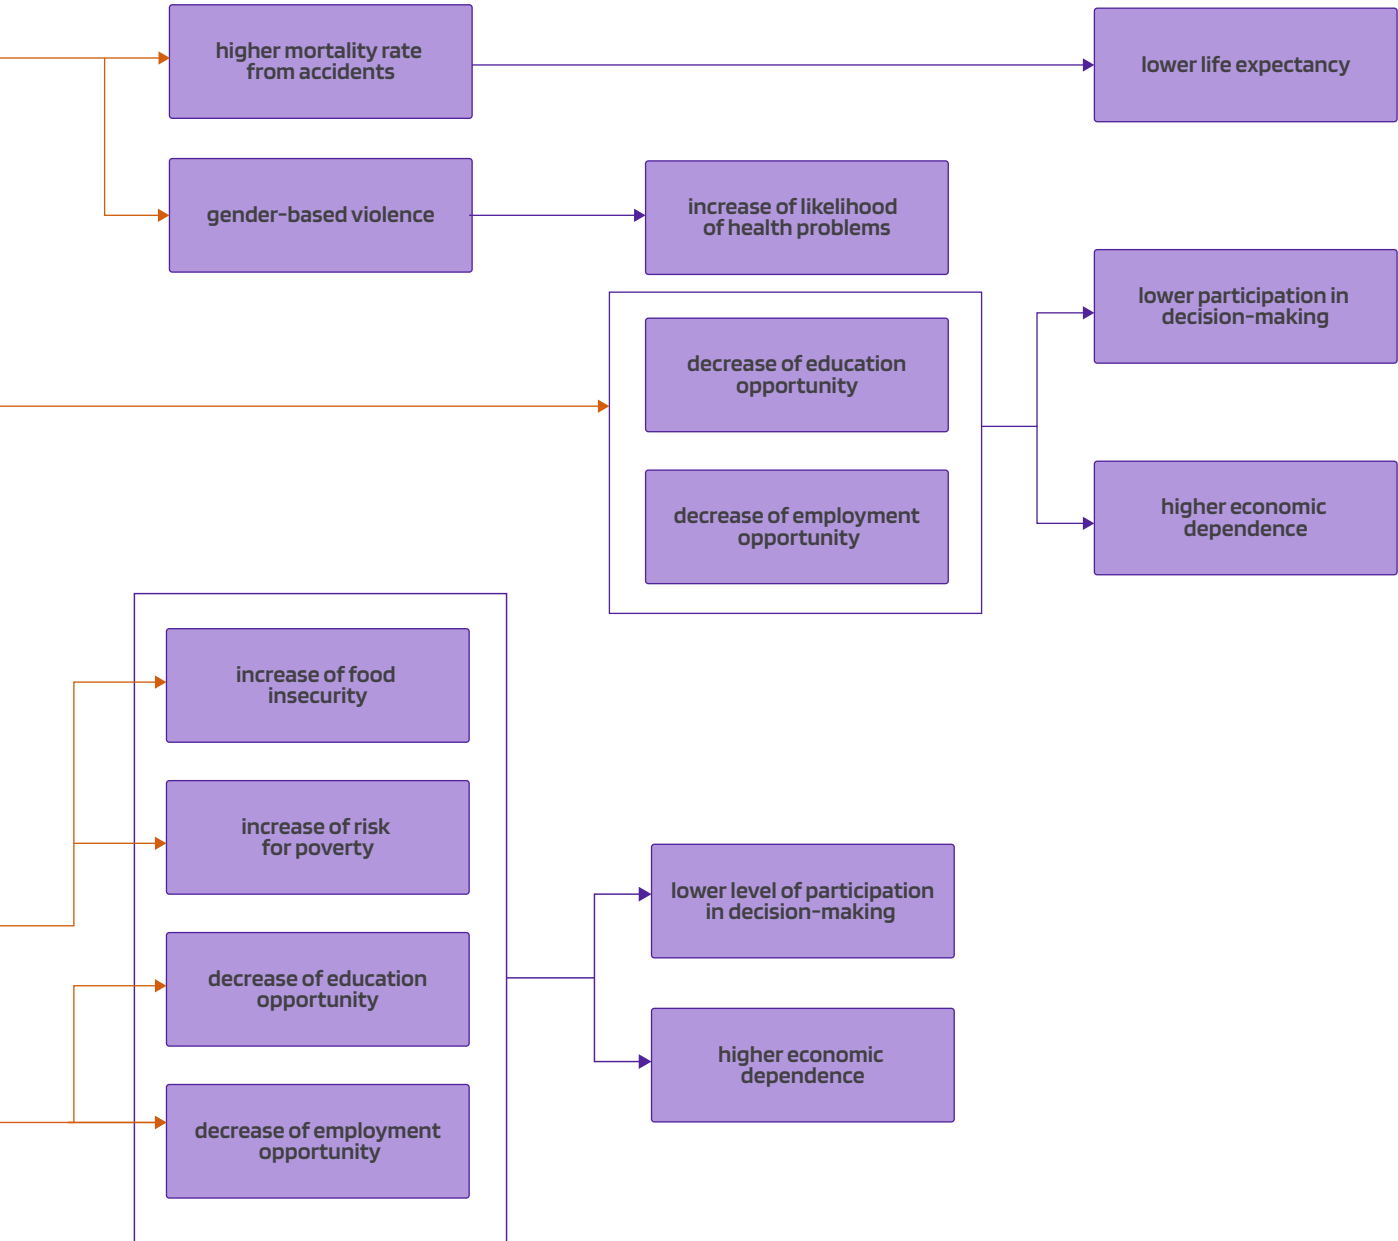 higher mortality rate
from accidents
lower life expectancy
gender-based violence
increase of likelihood
of health problems
lower participation in
decision-making
decrease of education
opportunity
decrease of employment
opportunity
higher economic
dependence
increase of food
insecurity
increase of risk
for poverty
lower level of participation
in decision-making
decrease of education
opportunity
higher economic
dependence
decrease of employment
opportunity